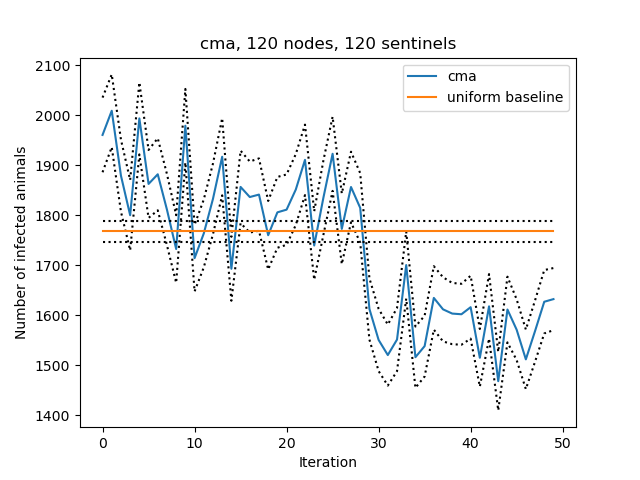 cma, 120 nodes, 120 sentinels
2100
2000
1900
1800
1700
1600
1500
1400
Number of infected animals
cma
uniform baseline
0 10 20 30 40 50
Iteration